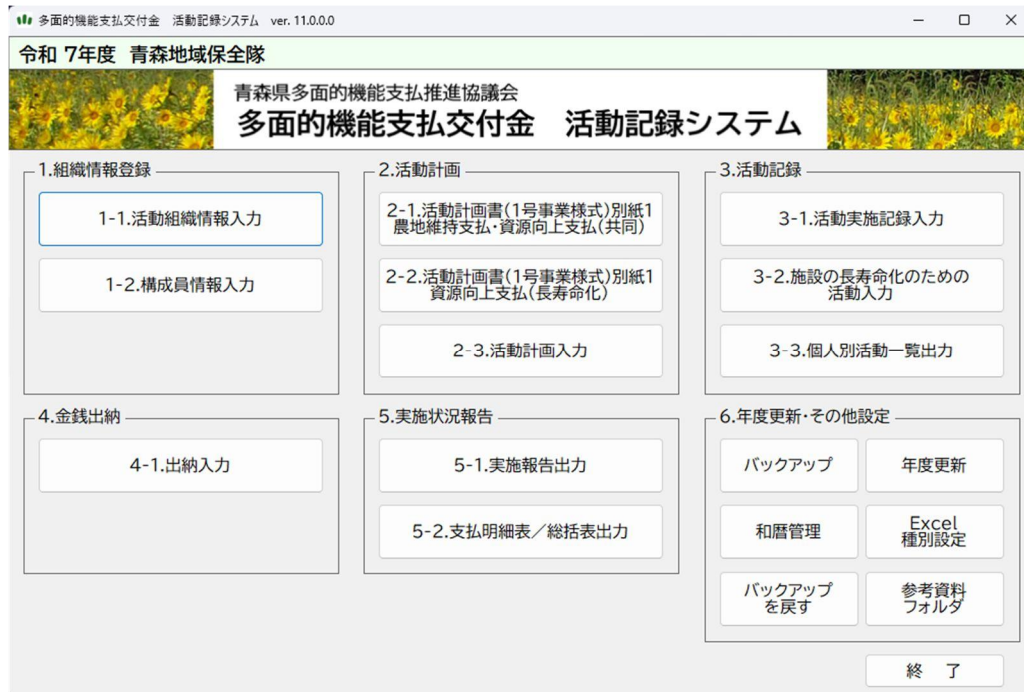 多面的機能支払交付金　活動記録システム　ver. 11.0.0.0
令和 7年度 青森地域保全隊
青森県多面的機能支払推進協議会
多面的機能支払交付金　活動記録システム
1.組織情報登録
1-1.活動組織情報入力
1-2.構成員情報入力
2.活動計画
2-1.活動計画書(1号事業様式)別紙1
農地維持支払・資源向上支払(共同)
2-2.活動計画書(1号事業様式)別紙1
資源向上支払(長寿命化)
2-3.活動計画入力
3.活動記録
3-1.活動実施記録入力
3-2.施設の長寿命化のための
活動入力
3-3.個人別活動一覧出力
4.金銭出納
4-1.出納入力
5.実施状況報告
5-1.実施報告出力
5-2.支払明細表／総括表出力
6.年度更新・その他設定
バックアップ
年度更新
和暦管理
Excel
種別設定
バックアップ
を戻す
参考資料
フォルダ
終　了